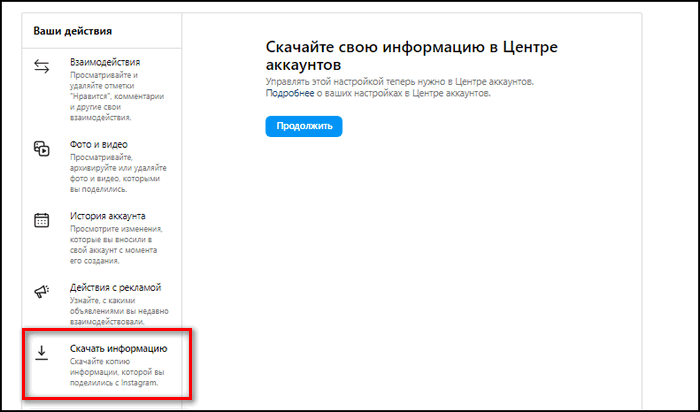 Ваши действия
Взаимодействия
Просматривайте и
удаляйте отметки
"Нравится", комментарии
и другие свои
взаимодействия.
Фото и видео
Просматривайте,
архивируйте или удаляйте
фото и видео, которыми
вы поделились.
История аккаунта
Просмотрите изменения,
которые вы вносили в
свой аккаунт с момента
его создания.
Действия с рекламой
Узнайте, с какими
объявлениями вы недавно
взаимодействовали.
Скачать информацию
Скачайте копию
информации, которой вы
поделились с Instagram.
Скачайте свою информацию в Центре
аккаунтов
Управлять этой настройкой теперь нужно в Центре аккаунтов.
Подробнее о ваших настройках в Центре аккаунтов.
Продолжить